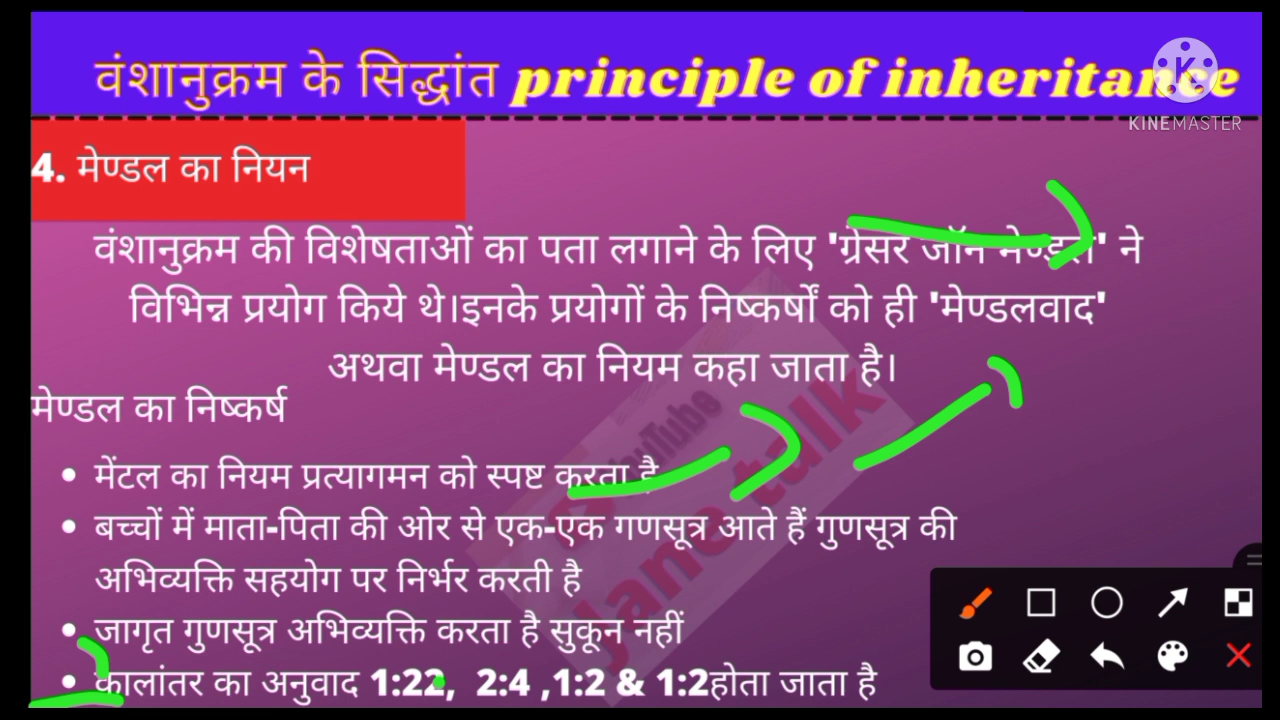 वंशानुक्रम के सिद्धांत principle of inheritance
KINEMASTER
4. मेण्डल का नियन
वंशानुक्रम की विशेषताओं का पता लगाने के लिए 'ग्रेसर जॉन मेण्डल' ने
विभिन्न प्रयोग किये थे।इनके प्रयोगों के निष्कर्षों को ही 'मेण्डलवाद'
अथवा मेण्डल का नियम कहा जाता है।
मेण्डल का निष्कर्ष
• मेंटल का नियम प्रत्यागमन को स्पष्ट करता है
• बच्चों में माता-पिता की ओर से एक-एक गणसूत्र आते हैं गुणसूत्र की
अभिव्यक्ति सहयोग पर निर्भर करती है
• जागृत गुणसूत्र अभिव्यक्ति करता है सुकून नहीं
• कालांतर का अनुवाद 1:22, 2:4 ,1:2 & 1:2होता जाता है
YouTube
Jane talk